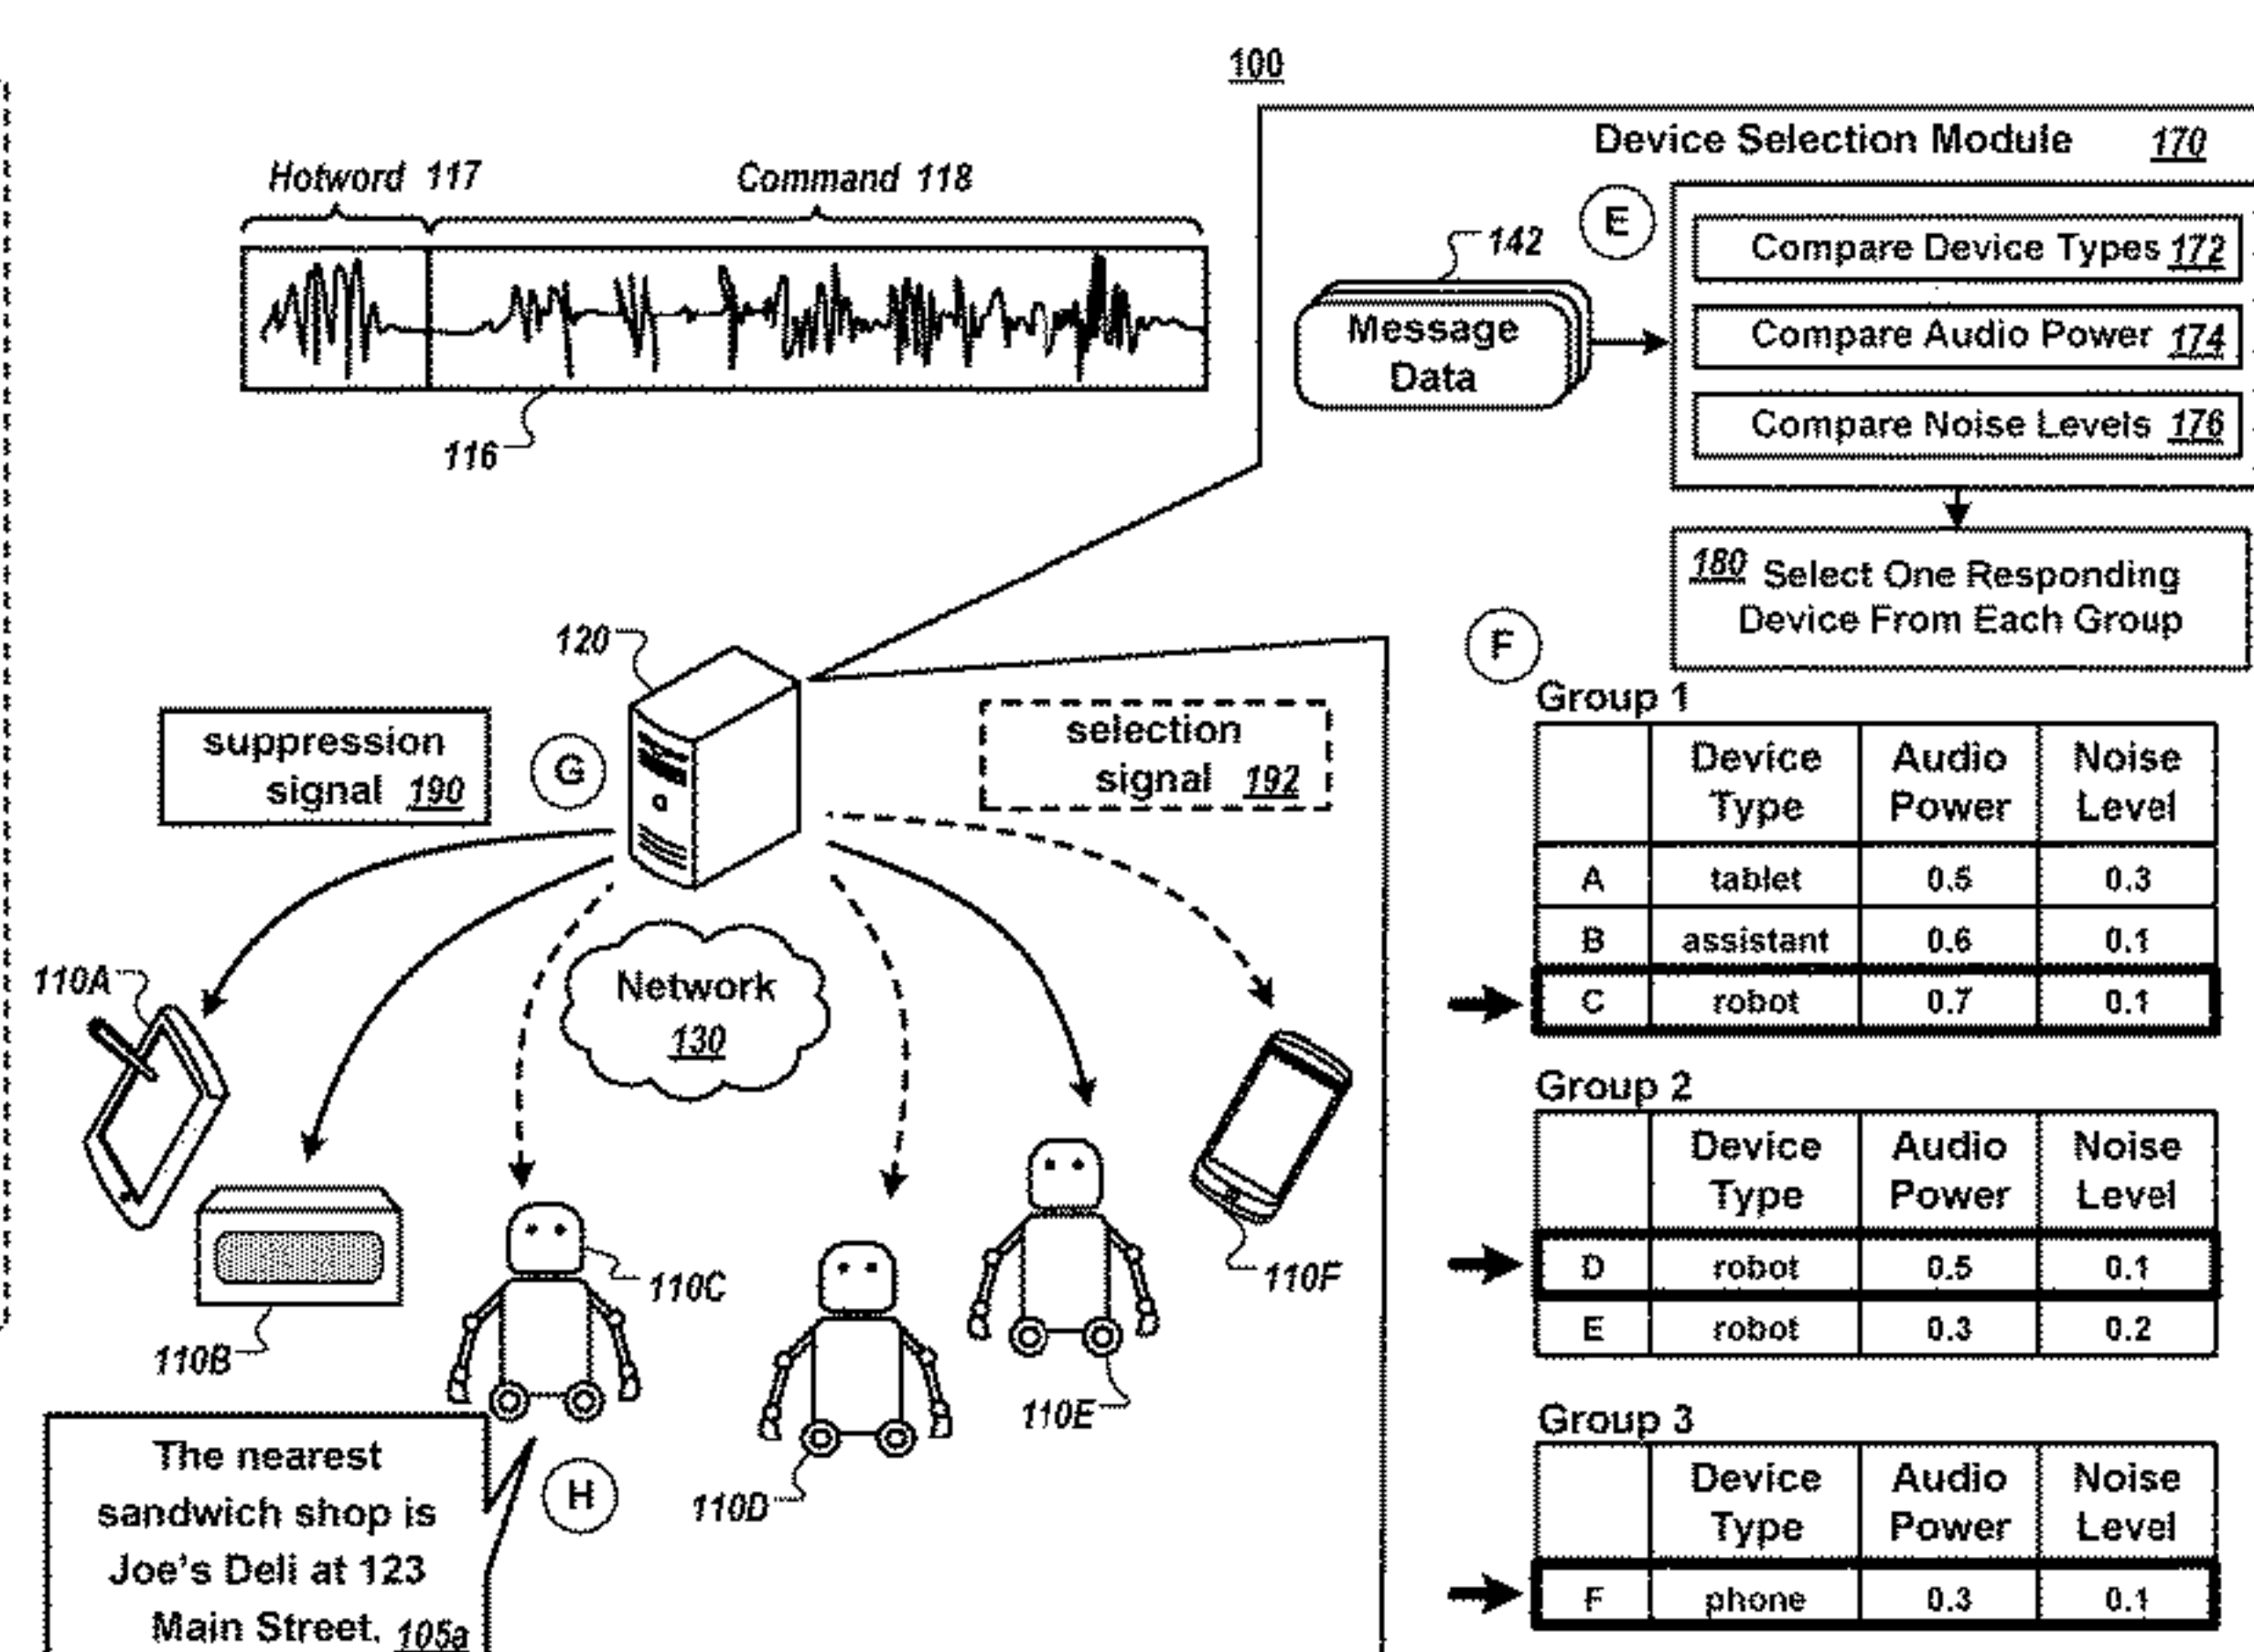 100
Hotword 117
Command 118
116
Device Selection Module 170
E
142
Message
Data
Compare Device Types 172
Compare Audio Power 174
Compare Noise Levels 176
180 Select One Responding
Device From Each Group
120
suppression
signal 190
G
selection
signal 192
Network
130
110A
110B
110C
110D
110E
110F
The nearest
sandwich shop is
Joe's Deli at 123
Main Street. 105a
H
F
Group 1
Device Type Audio Power Noise Level
A tablet 0.5 0.3
B assistant 0.6 0.1
C robot 0.7 0.1
Group 2
Device Type Audio Power Noise Level
D robot 0.5 0.1
E robot 0.3 0.2
Group 3
Device Type Audio Power Noise Level
F phone 0.3 0.1